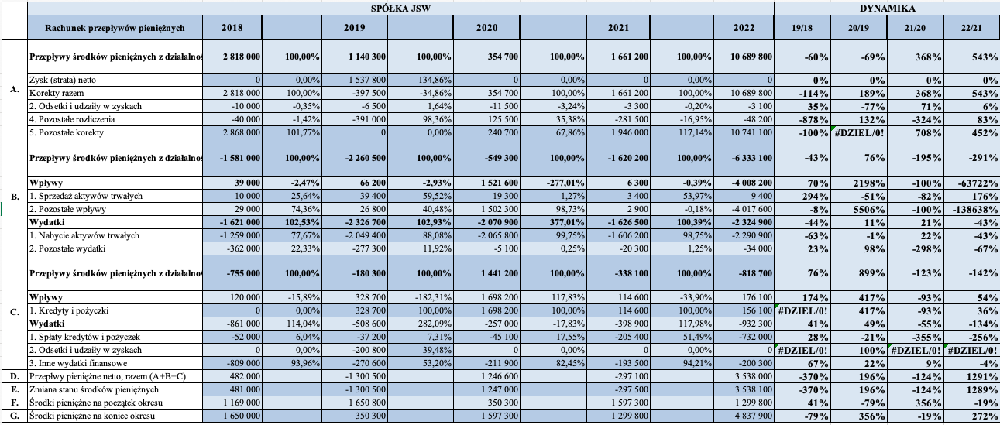 SPÓŁKA JSW DYNAMIKA
Rachunek przepływów pieniężnych 2018 2019 2020 2021 2022 19/18 20/19 21/20 22/21
A.
Przepływy środków pieniężnych z działalnoś 2 818 000 100,00% 1 140 300 100,00% 354 700 100,00% 1 661 200 100,00% 10 689 800 -60% -69% 368% 543%
Zysk (strata) netto 0 0,00% 1 537 800 134,86% 0 0,00% 0 0,00% 0 0% 0% 0% 0%
Korekty razem 2 818 000 100,00% -397 500 -34,86% 354 700 100,00% 1 661 200 100,00% 10 689 800 -114% 189% 368% 543%
2. Odsetki i udzaiły w zyskach -10 000 -0,35% -6 500 1,64% -11 500 -3,24% -3 300 -0,20% -3 100 35% -77% 71% 6%
4. Pozostałe rozliczenia -40 000 -1,42% -391 000 98,36% 125 500 35,38% -281 500 -16,95% -48 200 -878% 132% -324% 83%
5. Pozostałe korekty 2 868 000 101,77% 0 0,00% 240 700 67,86% 1 946 000 117,14% 10 741 100 -100% #DZIEL/0! 708% 452%
B.
Przepływy środków pieniężnych z działalnoś -1 581 000 100,00% -2 260 500 100,00% -549 300 100,00% -1 620 200 100,00% -6 333 100 -43% 76% -195% -291%
Wpływy 39 000 -2,47% 66 200 -2,93% 1 521 600 -277,01% 6 300 -0,39% -4 008 200 70% 2198% -100% -63722%
1. Sprzedaż aktywów trwałych 10 000 25,64% 39 400 59,52% 19 300 1,27% 3 400 53,97% 9 400 294% -51% -82% 176%
2. Pozostałe wpływy 29 000 74,36% 26 800 40,48% 1 502 300 98,73% 2 900 -0,18% -4 017 600 -8% 5506% -100% -138638%
Wydatki -1 621 000 102,53% -2 326 700 102,93% -2 070 900 377,01% -1 626 500 100,39% -2 324 900 -44% 11% 21% -43%
1. Nabycie aktywów trwałych -1 259 000 77,67% -2 049 400 88,08% -2 065 800 99,75% -1 606 200 98,75% -2 290 900 -63% -1% 22% -43%
2. Pozostałe wydatki -362 000 22,33% -277 300 11,92% -5 100 0,25% -20 300 1,25% -34 000 23% 98% -298% -67%
C.
Przepływy środków pieniężnych z działalnoś -755 000 100,00% -180 300 100,00% 1 441 200 100,00% -338 100 100,00% -818 700 76% 899% -123% -142%
Wpływy 120 000 -15,89% 328 700 -182,31% 1 698 200 117,83% 114 600 -33,90% 176 100 174% 417% -93% 54%
1. Kredyty i pożyczki 0 0,00% 328 700 100,00% 1 698 200 100,00% 114 600 100,00% 156 100 #DZIEL/0! 417% -93% 36%
Wydatki -861 000 114,04% -508 600 282,09% -257 000 -17,83% -398 900 117,98% -932 300 41% 49% -55% -134%
1. Spłaty kredytów i pożyczek -52 000 6,04% -37 200 7,31% -45 100 17,55% -205 400 51,49% -732 000 28% -21% -355% -256%
2. Odsetki i udzaiły w zyskach 0 0,00% -200 800 39,48% 0 0,00% 0 0,00% 0 #DZIEL/0! 100% #DZIEL/0! #DZIEL/0!
3. Inne wydatki finansowe -809 000 93,96% -270 600 53,20% -211 900 82,45% -193 500 94,21% -200 300 67% 22% 9% -4%
D. Przepłwy pieniężne netto, razem (A+B+C) 482 000 -1 300 500 1 246 600 -297 100 3 538 000 -370% 196% -124% 1291%
E. Zmiana stanu środków pieniężnych 481 000 -1 300 500 1 247 000 -297 500 3 538 100 -370% 196% -124% 1289%
F. Środki pieniężne na początek okresu 1 169 000 1 650 800 350 300 1 597 300 1 299 800 41% -79% 356% -19%
G. Środki pieniężne na koniec okresu 1 650 000 350 300 1 597 300 1 299 800 4 837 900 -79% 356% -19% 272%